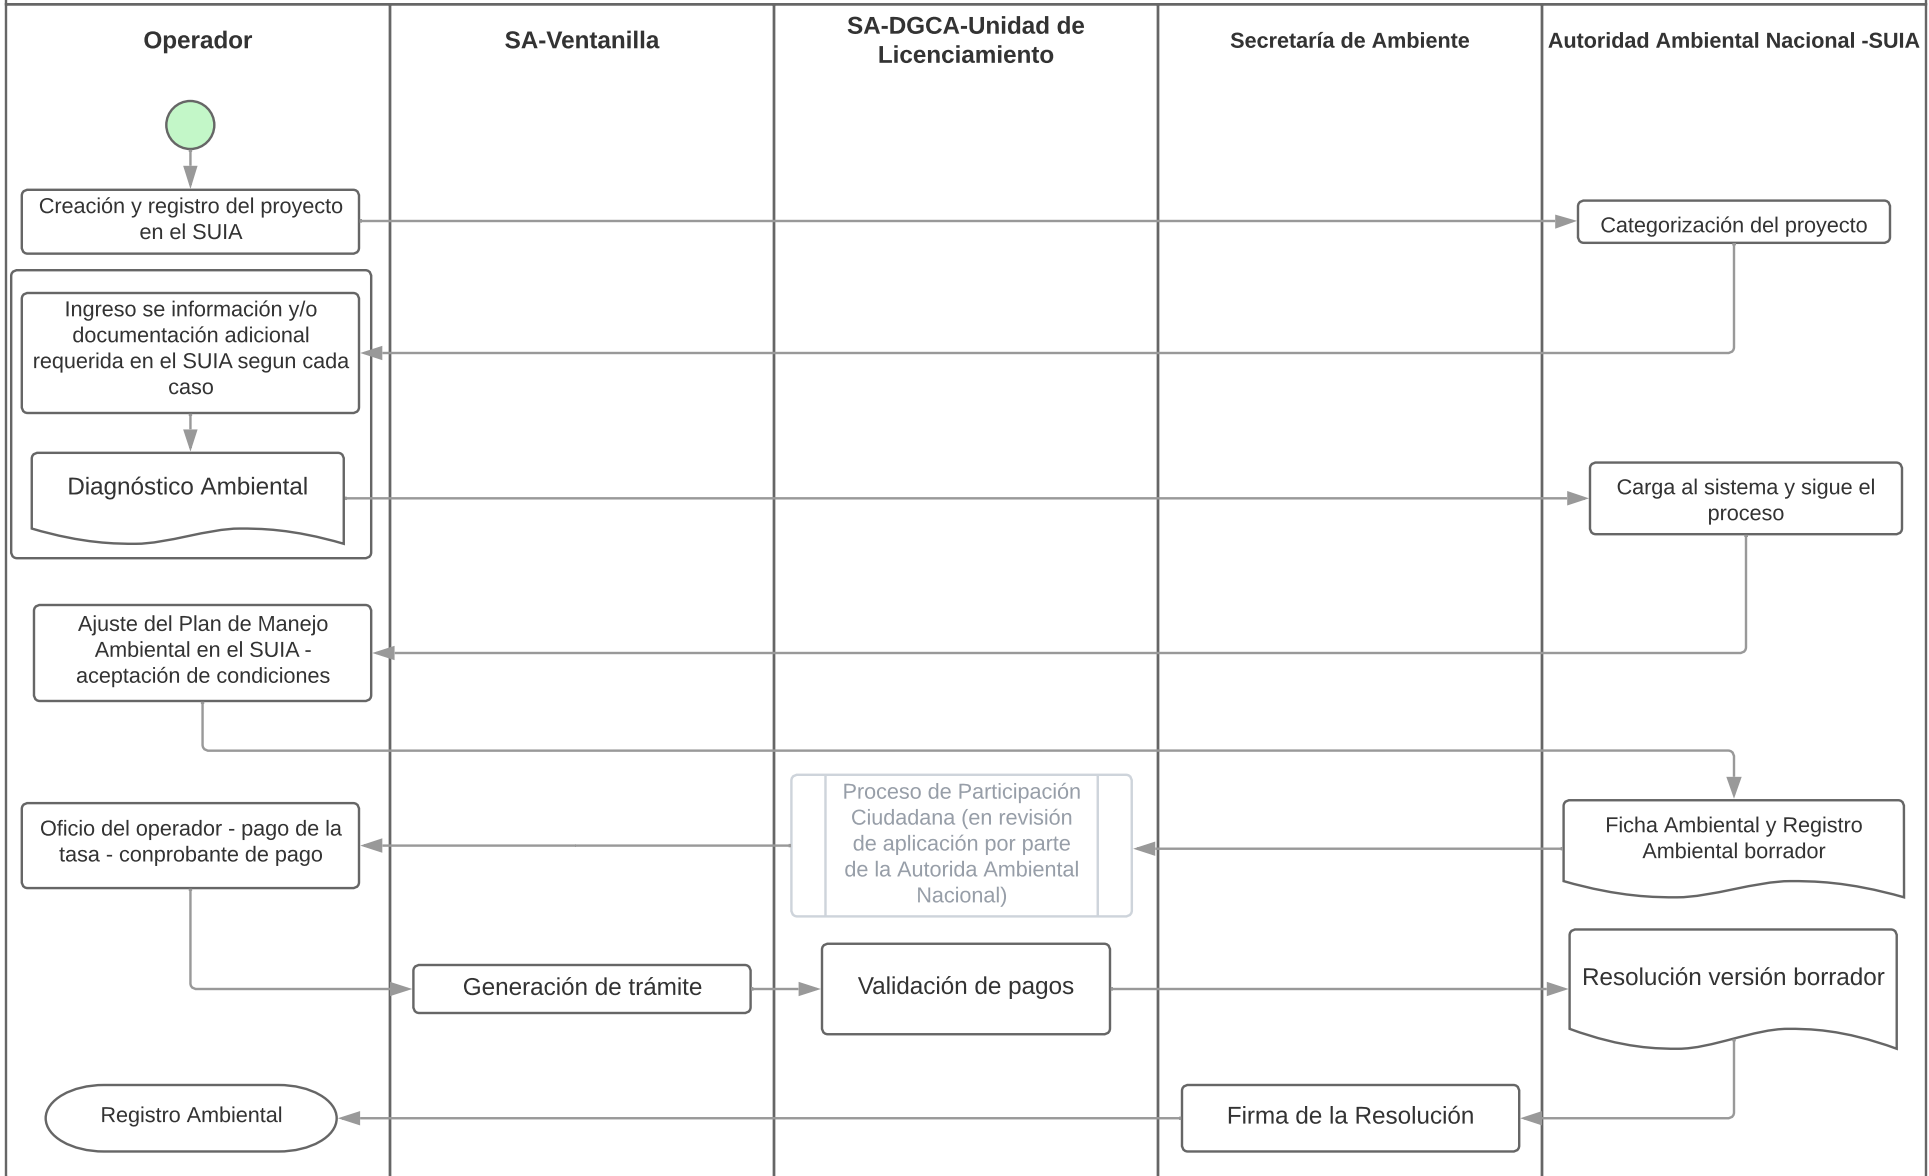 Operador
SA-Ventanilla
SA-DGCA-Unidad de
Licenciamiento
Secretaría de Ambiente
Autoridad Ambiental Nacional -SUIA
Creación y registro del proyecto
en el SUIA
Categorización del proyecto
Ingreso se información y/o
documentación adicional
requerida en el SUIA segun cada
caso
Diagnóstico Ambiental
Carga al sistema y sigue el
proceso
Ajuste del Plan de Manejo
Ambiental en el SUIA -
aceptación de condiciones
Ficha Ambiental y Registro
Ambiental borrador
Proceso de Participación
Ciudadana (en revisión
de aplicación por parte
de la Autorida Ambiental
Nacional)
Oficio del operador - pago de la
tasa - conprobante de pago
Generación de trámite
Validación de pagos
Resolución versión borrador
Firma de la Resolución
Registro Ambiental